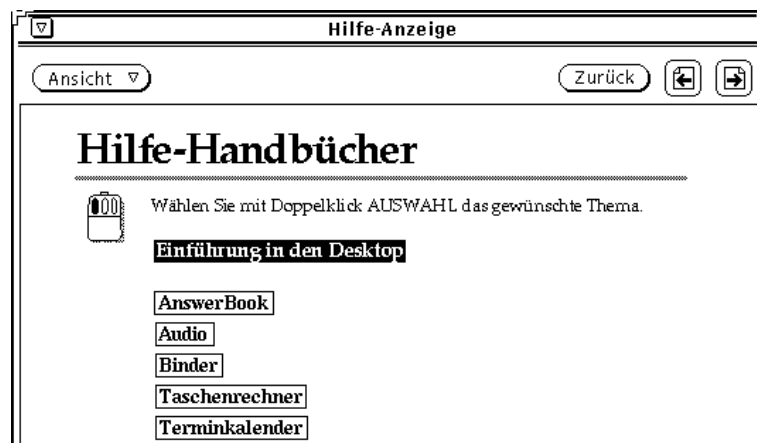 Hilfe-Anzeige
Ansicht
Zurück
Hilfe-Handbücher
Wählen Sie mit Doppelklick AUSWAHL das gewünschte Thema.
Einführung in den Desktop
AnswerBook
Audio
Binder
Taschenrechner
Terminkalender